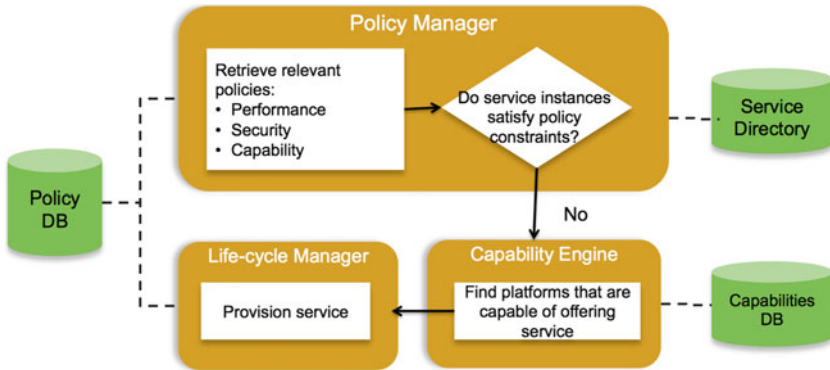 Policy Manager
Retrieve relevant
policies:
• Performance
• Security
• Capability
Do service instances
satisfy policy
constraints?
Service
Directory
Policy
DB
No
Life-cycle Manager
Provision service
Capability Engine
Find platforms that are
capable of offering
service
Capabilities
DB